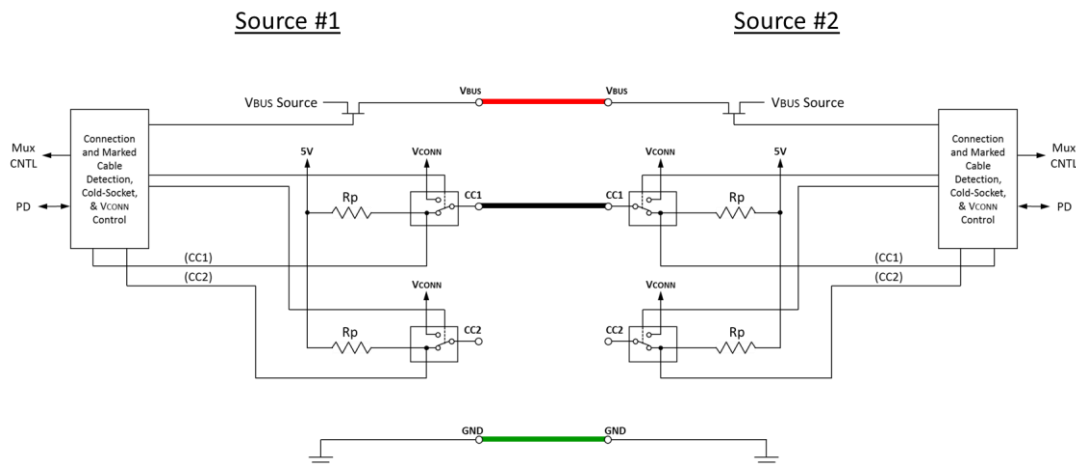 Source #1
Source #2
VBUS Source
VBUS
VBUS
VBUS Source
Connection
and Marked
Cable
Detection,
Cold-Socket,
& VCONN
Control
Mux
CNTL
PD
5V
VCONN
CC1
Rp
VCONN
CC1
5V
Rp
Connection
and Marked
Cable
Detection,
Cold-Socket,
& VCONN
Control
Mux
CNTL
PD
(CC1)
(CC2)
(CC1)
(CC2)
VCONN
CC2
Rp
VCONN
CC2
Rp
GND
GND